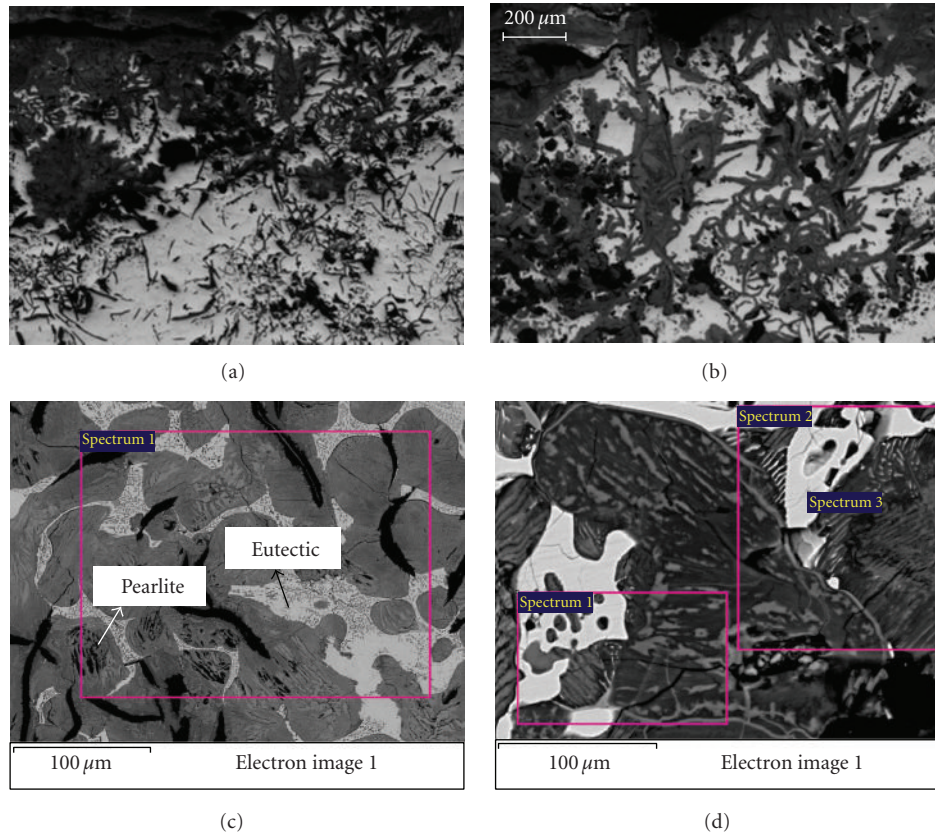 200 µm
(a)
(b)
Spectrum 1
Eutectic
Pearlite
100 µm
Electron image 1
(c)
Spectrum 2
Spectrum 3
Spectrum 1
100 µm
Electron image 1
(d)